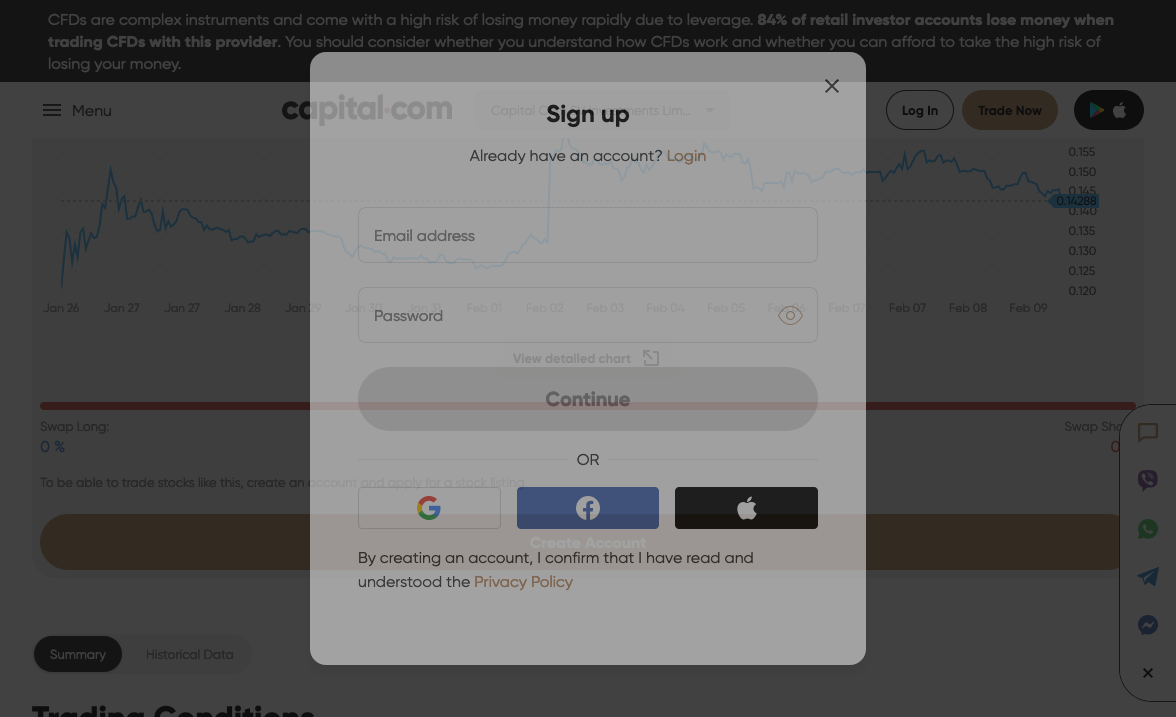 CFDs are complex instruments and come with a high risk of losing money rapidly due to leverage. 84% of retail investor accounts lose money when
trading CFDs with this provider. You should consider whether you understand how CFDs work and whether you can afford to take the high risk of
losing your money.
Menu
capital.com
Log In
Trade Now
Sign up
Already have an account? Login
Email address
Password
Continue
OR
By creating an account, I confirm that I have read and
understood the Privacy Policy
0.155
0.150
0.145
0.14288
0.140
0.135
0.130
0.125
0.120
Jan 26 Jan 27 Jan 27 Jan 28 Jan 29 Jan 30 Jan 31 Feb 01 Feb 02 Feb 03 Feb 04 Feb 05 Feb 06 Feb 07 Feb 07 Feb 08 Feb 09
View detailed chart
Swap Long:
0 %
Swap
0
To be able to trade stocks like this, create an account and apply for a stock listing.
Create Account
Summary
Historical Data
Trading Conditions